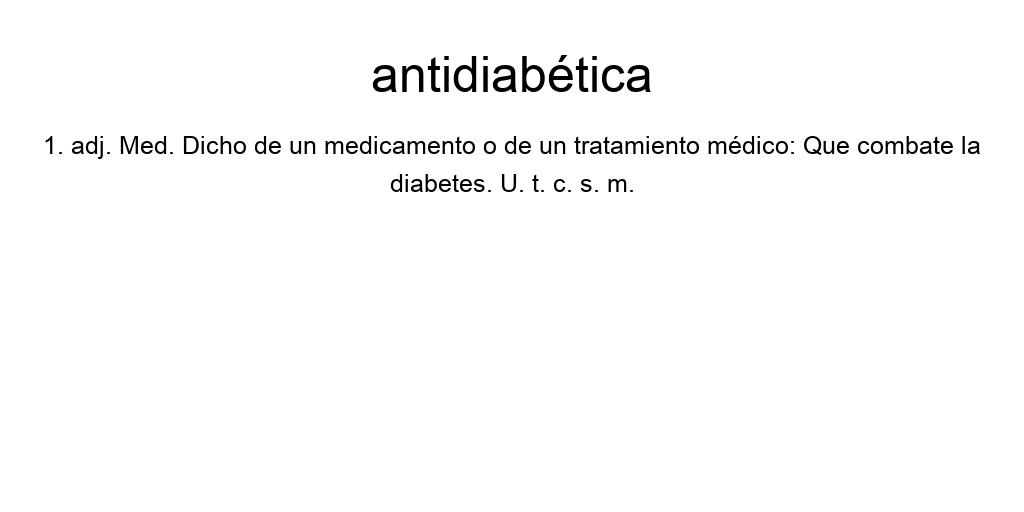 antidiabética
1. adj. Med. Dicho de un medicamento o de un tratamiento médico: Que combate la
diabetes. U. t. c. s. m.